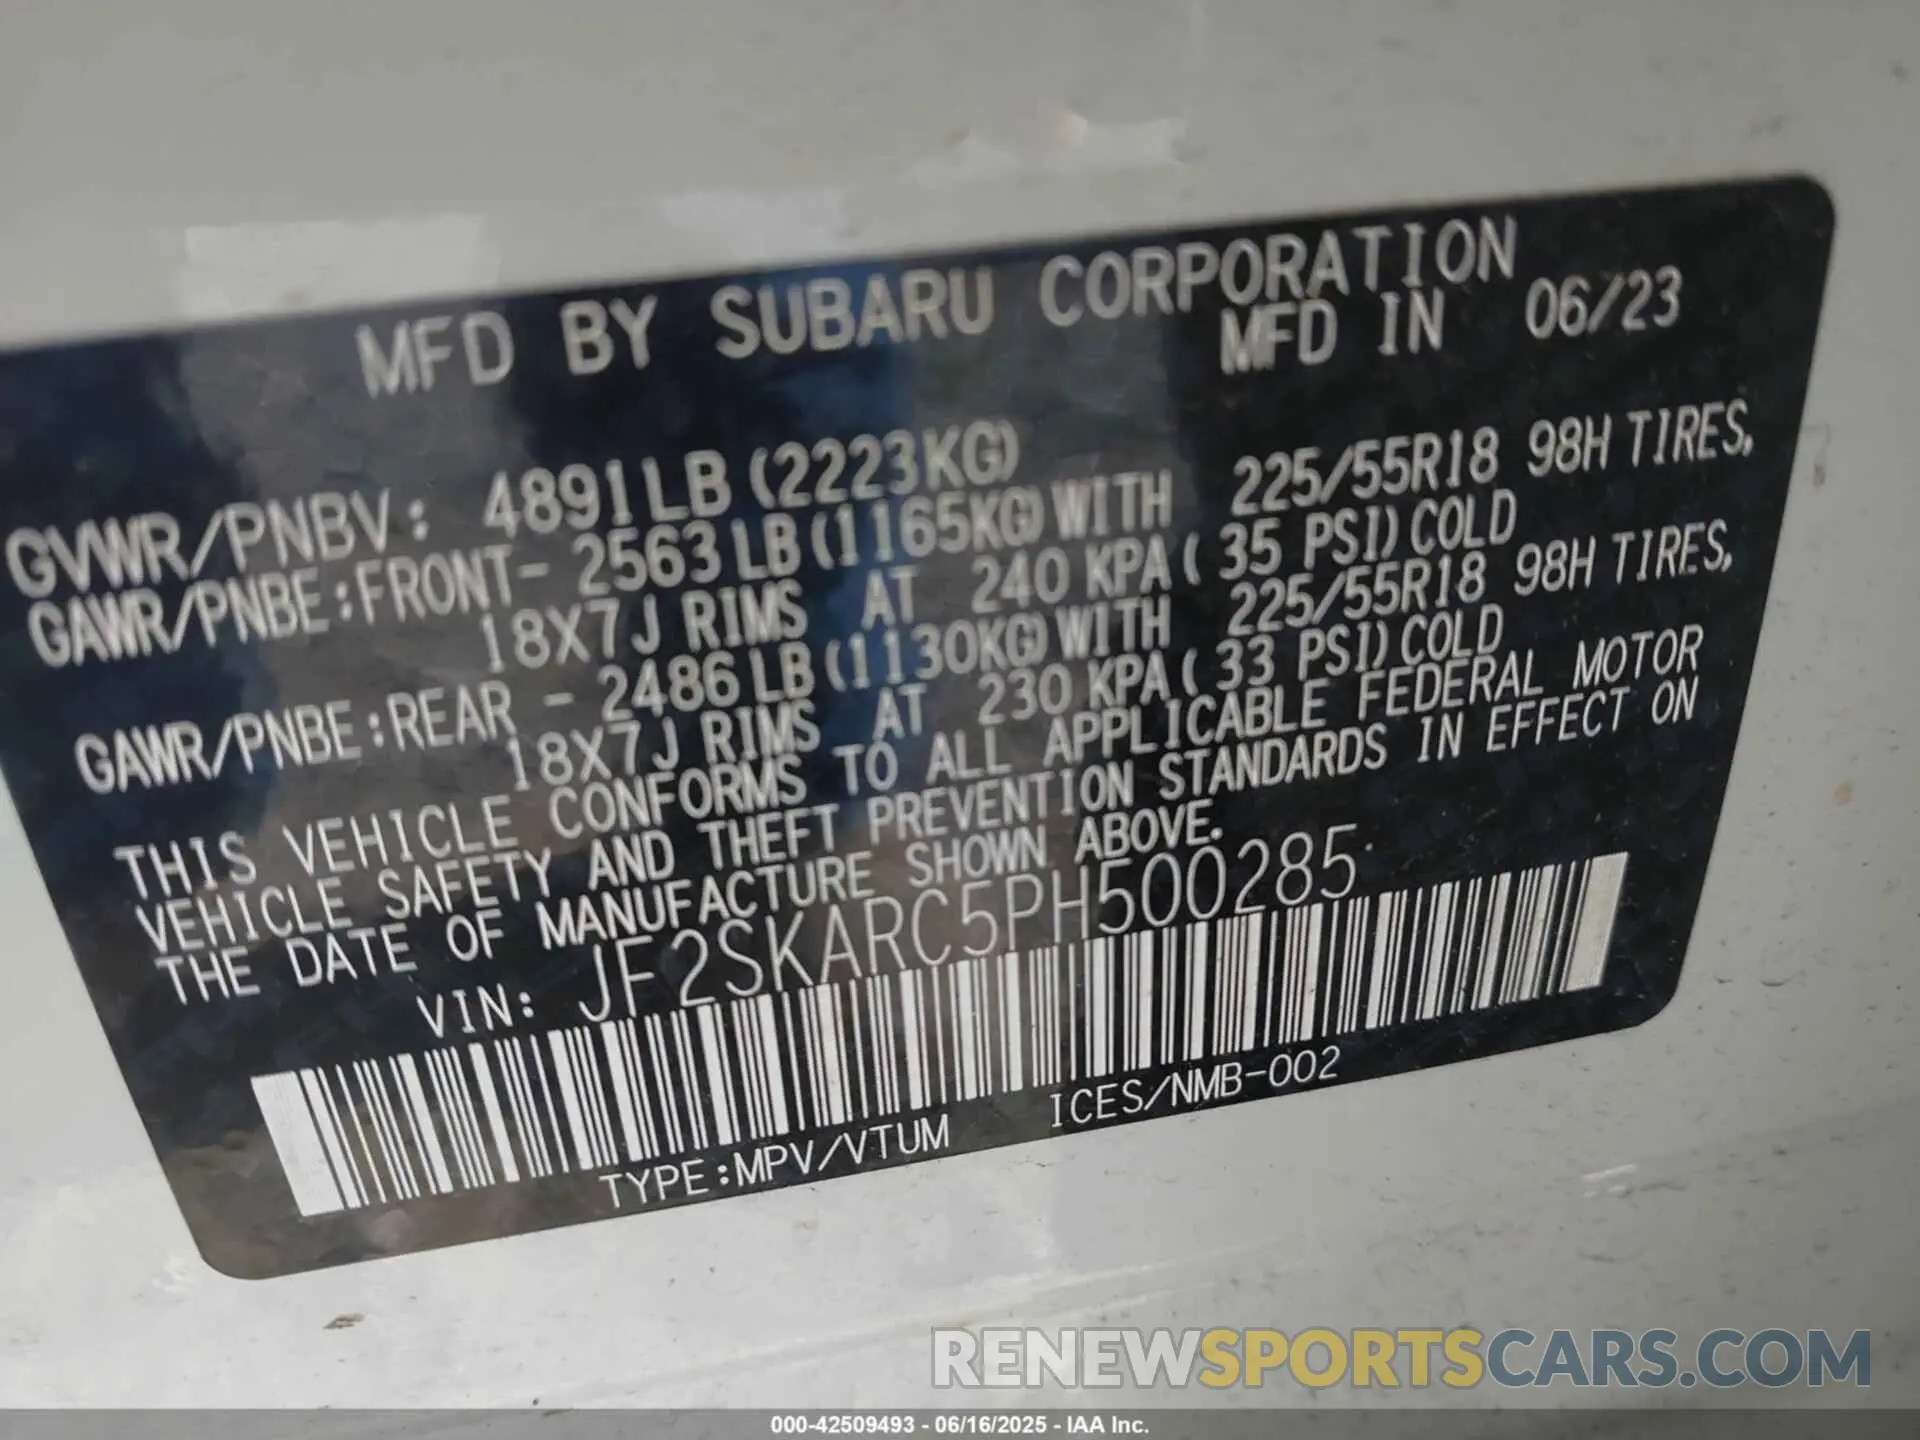 MFD BY SUBARU CORPORATION
MFD IN 06/23
GVWR/PNBV: 4891LB (2223KG)
GAWR/PNBE:FRONT- 2563LB(1165KG)WITH 225/55R18 98H TIRES,
18X7J RIMS AT 240 KPA( 35 PSI)COLD
GAWR/PNBE:REAR - 2486LB(1130KG)WITH 225/55R18 98H TIRES,
18X7J RIMS AT 230 KPA( 33 PSI)COLD
THIS VEHICLE CONFORMS TO ALL APPLICABLE FEDERAL MOTOR
VEHICLE SAFETY AND THEFT PREVENTION STANDARDS IN EFFECT ON
THE DATE OF MANUFACTURE SHOWN ABOVE.
VIN: JF2SKARC5PH500285
TYPE:MPV/VTUM ICES/NMB-002
RENEWSPORTSCARS.COM
000-42509493 - 06/16/2025 - IAA Inc.